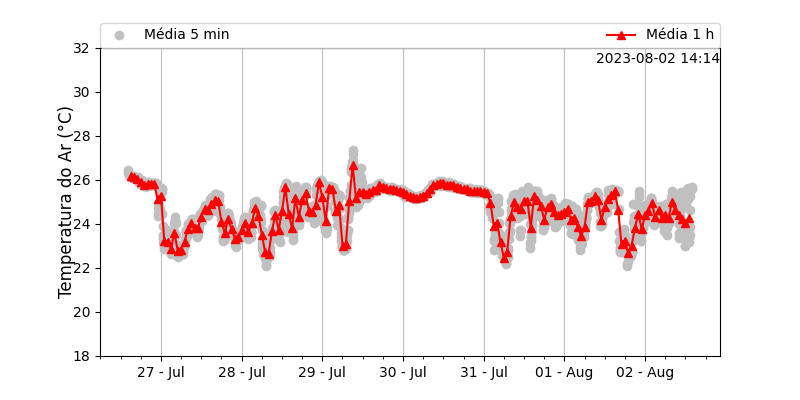 Média 5 min
Média 1 h
2023-08-02 14:14
Temperatura do Ar (°C)
32
30
28
26
24
22
20
18
27 - Jul
28 - Jul
29 - Jul
30 - Jul
31 - Jul
01 - Aug
02 - Aug